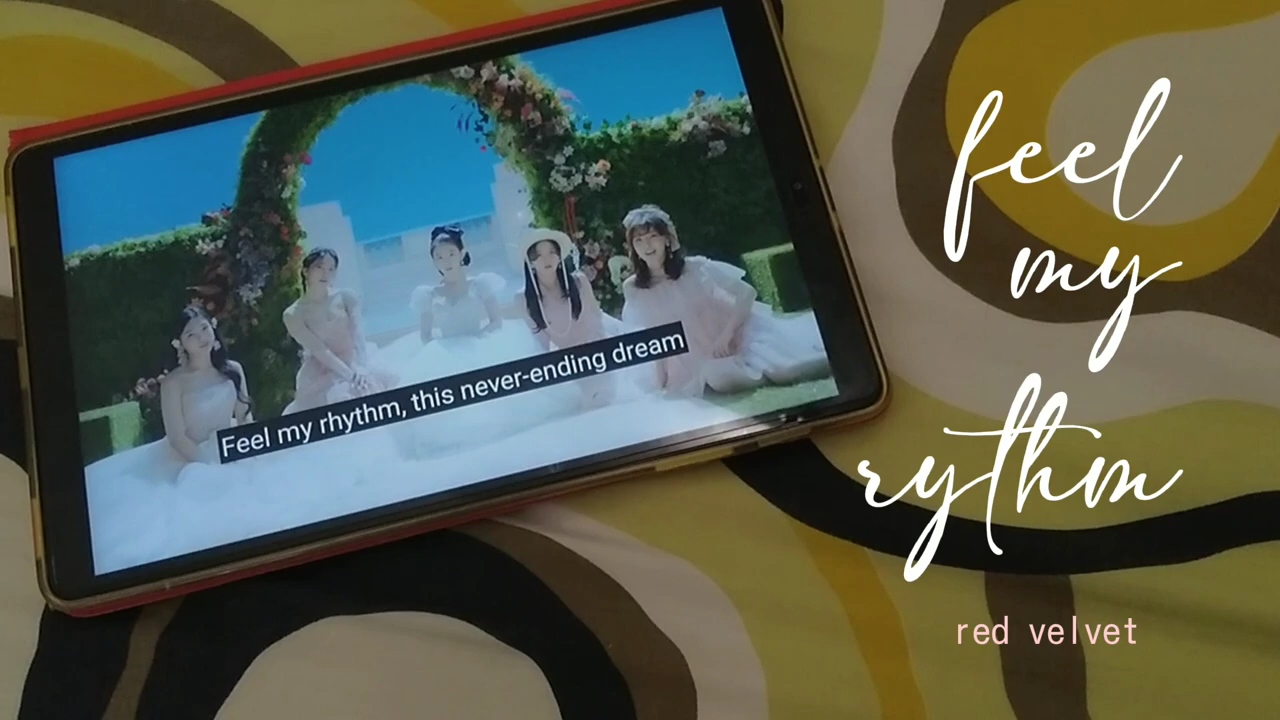 Feel my rhythm, this never-ending dream
feel
my
rythm
red velvet